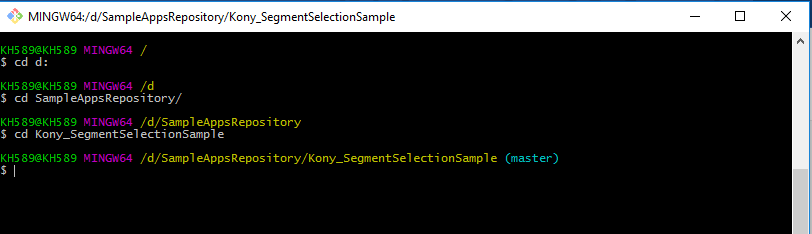 MINGW64:/d/SampleAppsRepository/Kony_SegmentSelectionSample
KH589@KH589 MINGW64 /
$ cd d:
KH589@KH589 MINGW64 /d
$ cd SampleAppsRepository/
KH589@KH589 MINGW64 /d/SampleAppsRepository
$ cd Kony_SegmentSelectionSample
KH589@KH589 MINGW64 /d/SampleAppsRepository/Kony_SegmentSelectionSample (master)
$